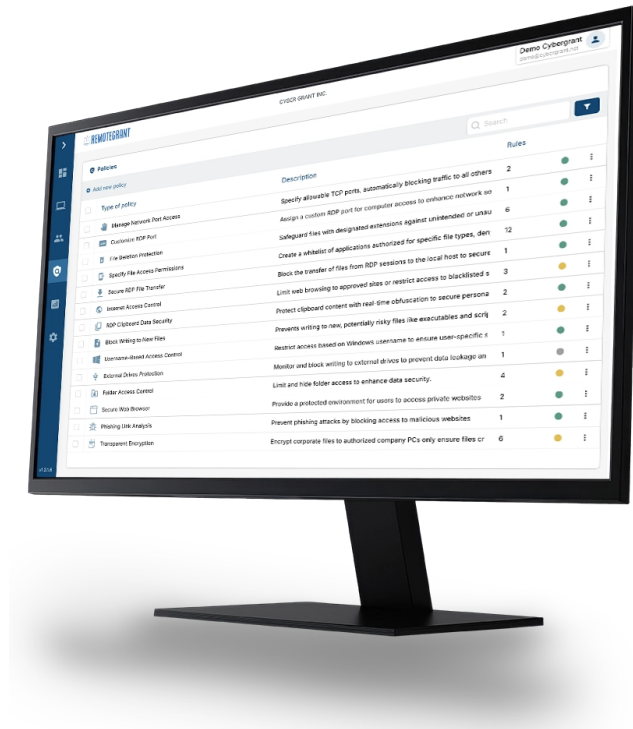 Demo Cybergrant
demo@cybergrant.net
CYBER GRANT INC.
REMOTEGRANT
Policies
Search
Add new policy
Type of policy Description Rules
Manage Network Port Access Specify allowable TCP ports, automatically blocking traffic to all others 2
Customize RDP Port Assign a custom RDP port for computer access to enhance network se 1
File Deletion Protection Safeguard files with designated extensions against unintended or unau 6
Specify File Access Permissions Create a whitelist of applications authorized for specific file types, den 12
Secure RDP File Transfer Block the transfer of files from RDP sessions to the local host to secure 1
Internet Access Control Limit web browsing to approved sites or restrict access to blacklisted s 3
RDP Clipboard Data Security Protect clipboard content with real-time obfuscation to secure persona 2
Block Writing to New Files Prevents writing to new, potentially risky files like executables and scrip 2
Username-Based Access Control Restrict access based on Windows username to ensure user-specific s 1
External Drives Protection Monitor and block writing to external drives to prevent data leakage an 1
Folder Access Control Limit and hide folder access to enhance data security. 4
Secure Web Browser Provide a protected environment for users to access private websites 2
Phishing Link Analysis Prevent phishing attacks by blocking access to malicious websites 1
Transparent Encryption Encrypt corporate files to authorized company PCs only ensure files cr 6